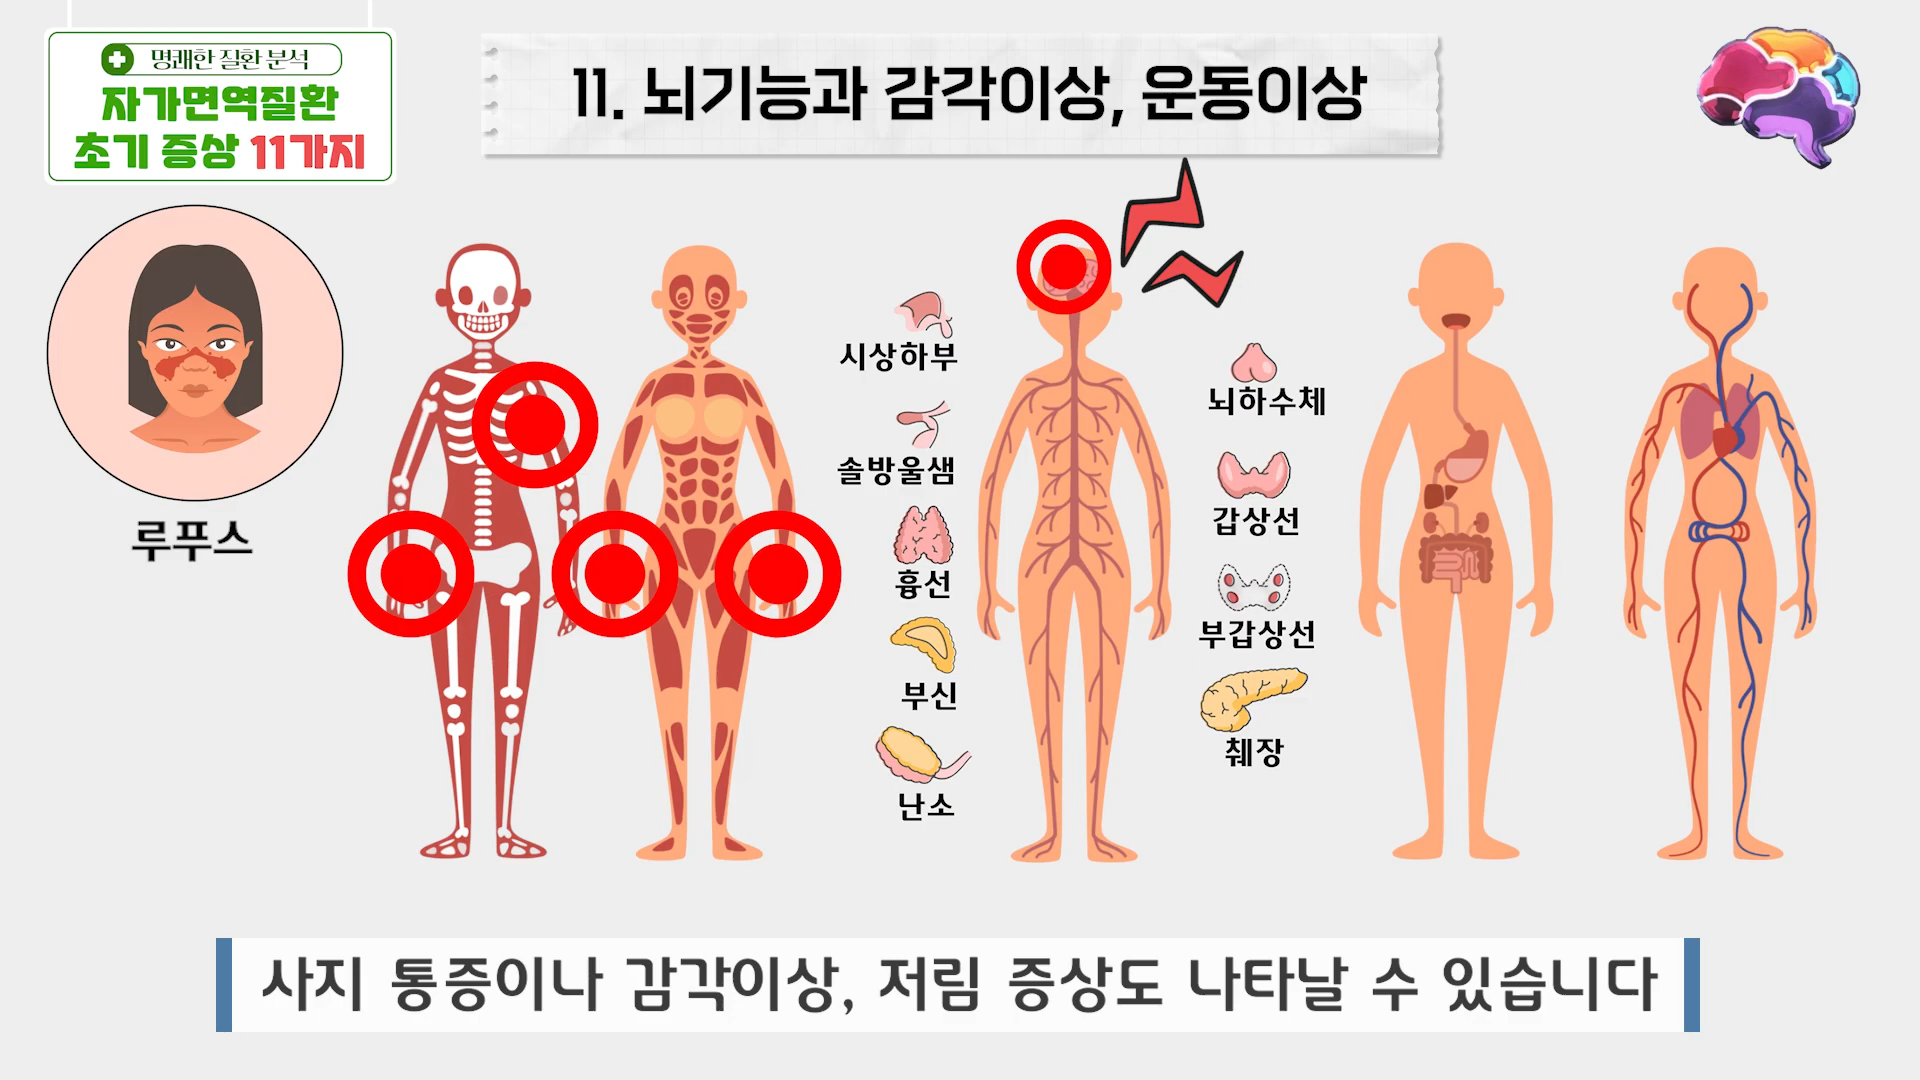 명쾌한 질환 분석
자가면역질환
초기 증상 11가지
11. 뇌기능과 감각이상, 운동이상
루푸스
시상하부
솔방울샘
흉선
부신
난소
뇌하수체
갑상선
부갑상선
췌장
사지 통증이나 감각이상, 저림 증상도 나타날 수 있습니다